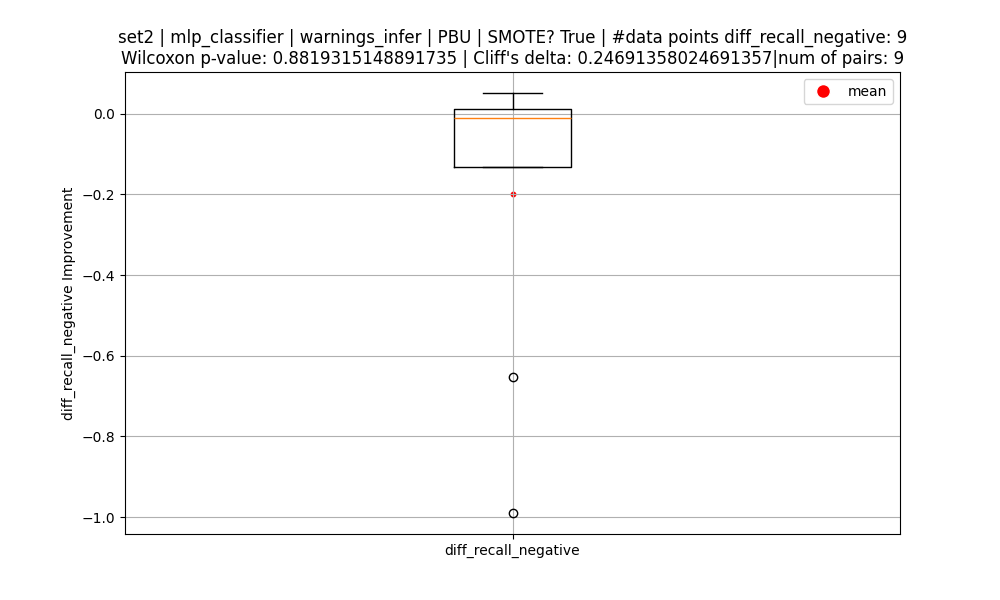 set2 | mlp_classifier | warnings_infer | PBU | SMOTE? True | #data points diff_recall_negative: 9
Wilcoxon p-value: 0.8819315148891735 | Cliff's delta: 0.24691358024691357|num of pairs: 9
mean
0.0
−0.2
−0.4
−0.6
−0.8
−1.0
diff_recall_negative Improvement
diff_recall_negative